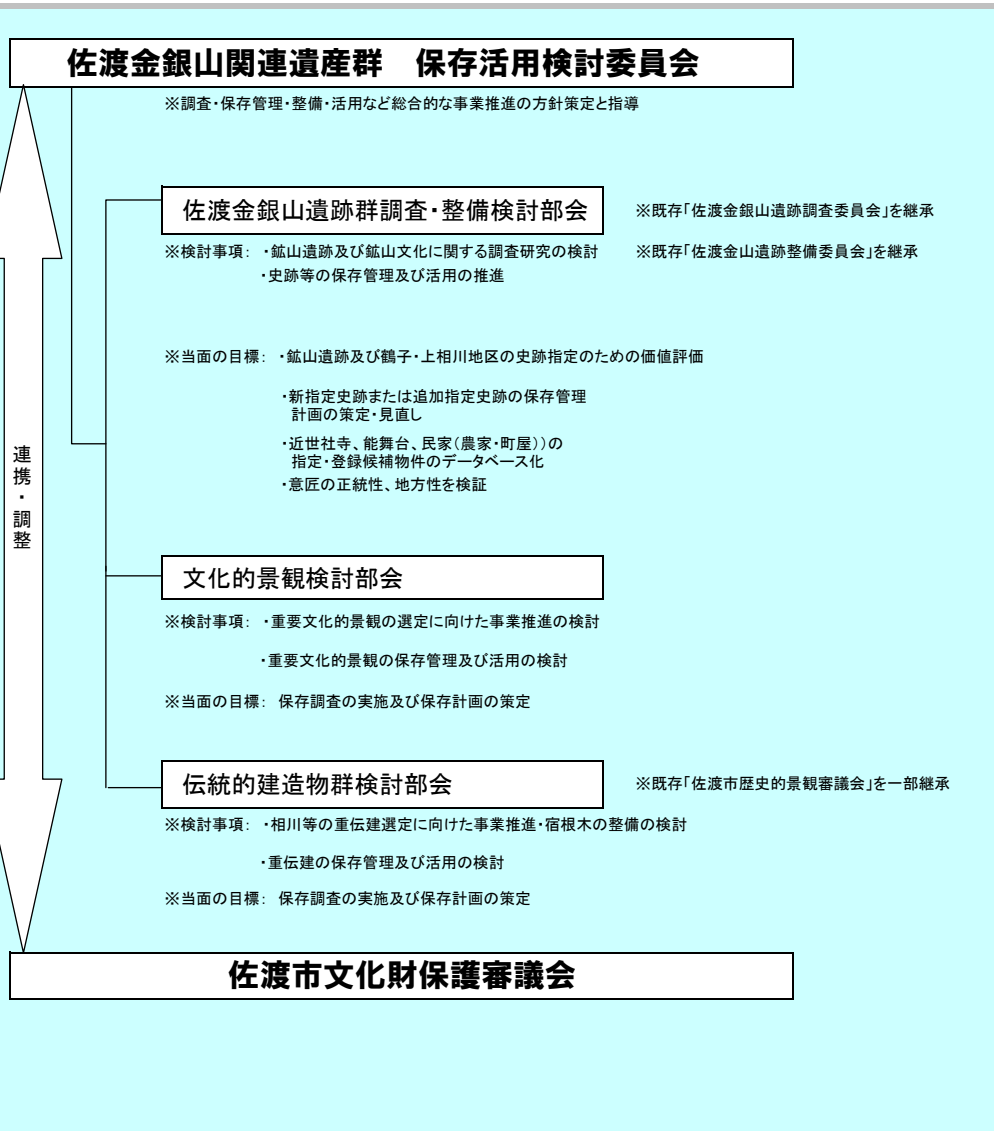 佐渡金銀山関連遺産群　保存活用検討委員会
※調査・保存管理・整備・活用など総合的な事業推進の方針策定と指導
佐渡金銀山遺跡群調査・整備検討部会
※既存「佐渡金銀山遺跡調査委員会」を継承
※検討事項： ・鉱山遺跡及び鉱山文化に関する調査研究の検討
※既存「佐渡金山遺跡整備委員会」を継承
・史跡等の保存管理及び活用の推進
※当面の目標： ・鉱山遺跡及び鶴子・上相川地区の史跡指定のための価値評価
・新指定史跡または追加指定史跡の保存管理
計画の策定・見直し
・近世社寺、能舞台、民家（農家・町屋））の
指定・登録候補物件のデータベース化
・意匠の正統性、地方性を検証
連携・調整
文化的景観検討部会
※検討事項： ・重要文化的景観の選定に向けた事業推進の検討
・重要文化的景観の保存管理及び活用の検討
※当面の目標： 保存調査の実施及び保存計画の策定
伝統的建造物群検討部会
※既存「佐渡市歴史的景観審議会」を一部継承
※検討事項： ・相川等の重伝建選定に向けた事業推進・宿根木の整備の検討
・重伝建の保存管理及び活用の検討
※当面の目標： 保存調査の実施及び保存計画の策定
佐渡市文化財保護審議会